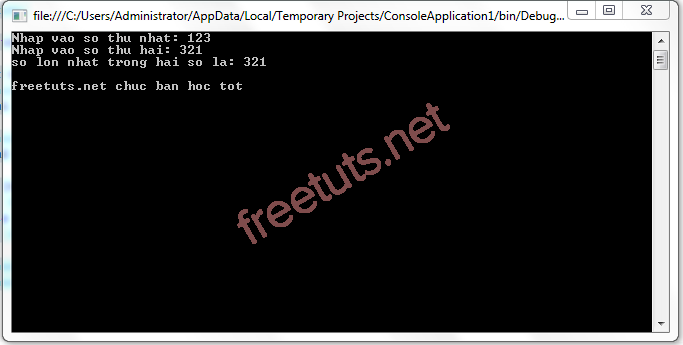 file:///C:/Users/Administrator/AppData/Local/Temporary Projects/ConsoleApplication1/bin/Debug...
Nhap vao so thu nhat: 123
Nhap vao so thu hai: 321
so lon nhat trong hai so la: 321
freetuts.net chuc ban hoc tot
freetuts.net